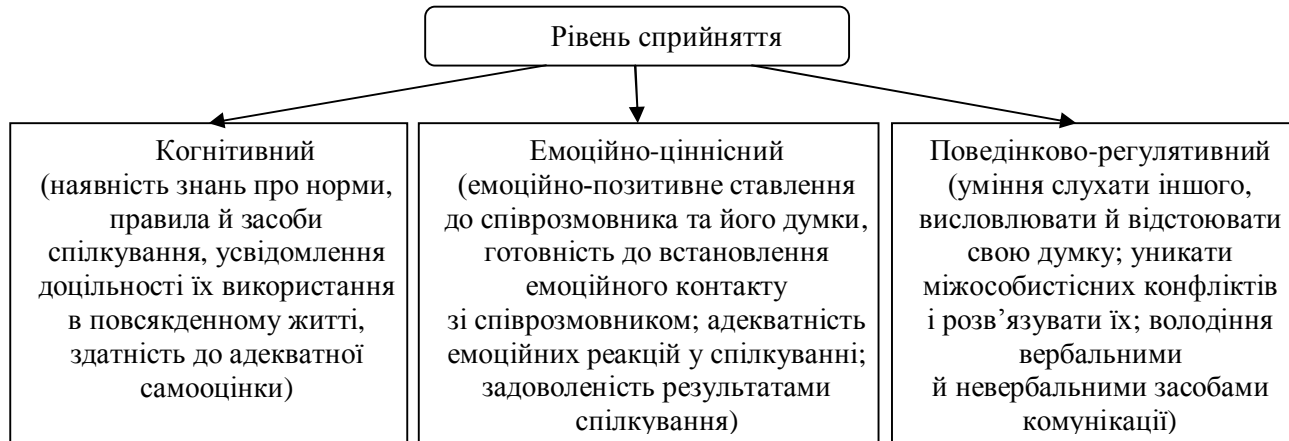 Рівень сприйняття
Когнітивний
(наявність знань про норми,
правила й засоби
спілкування, усвідомлення
доцільності їх використання
в повсякденному житті,
здатність до адекватної
самооцінки)
Емоційно-ціннісний
(емоційно-позитивне ставлення
до співрозмовника та його думки,
готовність до встановлення
емоційного контакту
зі співрозмовником; адекватність
емоційних реакцій у спілкуванні;
задоволеність результатами
спілкування)
Поведінково-регулятивний
(уміння слухати іншого,
висловлювати й відстоювати
свою думку; уникати
міжособистісних конфліктів
і розв’язувати їх; володіння
вербальними
й невербальними засобами
комунікації)